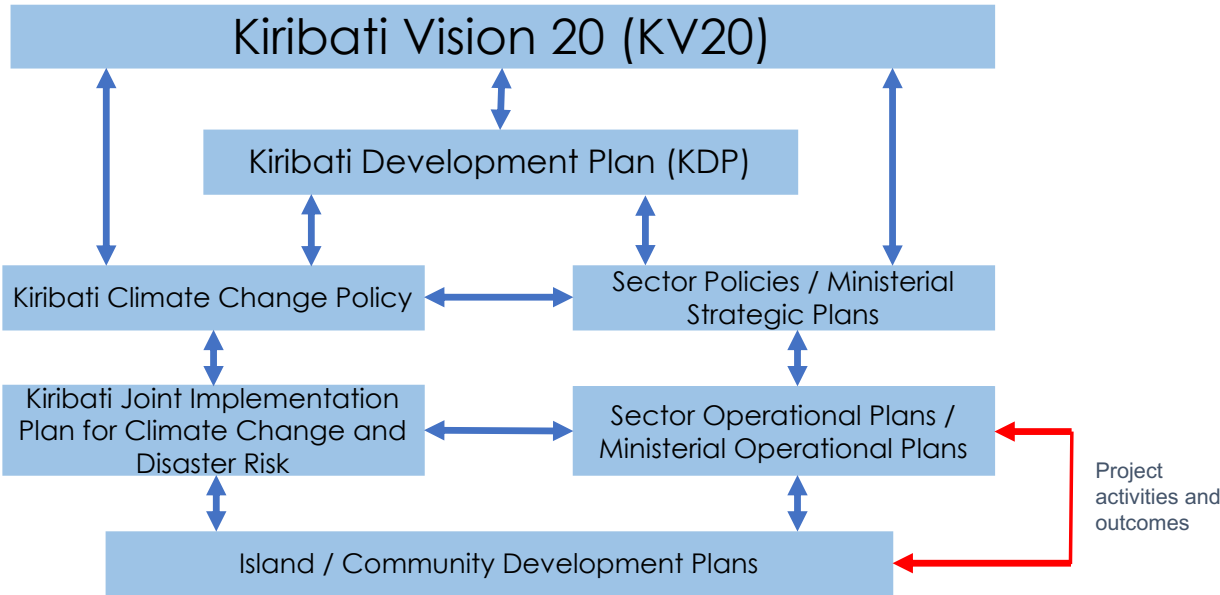 Kiribati Vision 20 (KV20)
Kiribati Development Plan (KDP)
Kiribati Climate Change Policy
Sector Policies / Ministerial
Strategic Plans
Kiribati Joint Implementation
Plan for Climate Change and
Disaster Risk
Sector Operational Plans /
Ministerial Operational Plans
Project
activities and
outcomes
Island / Community Development Plans